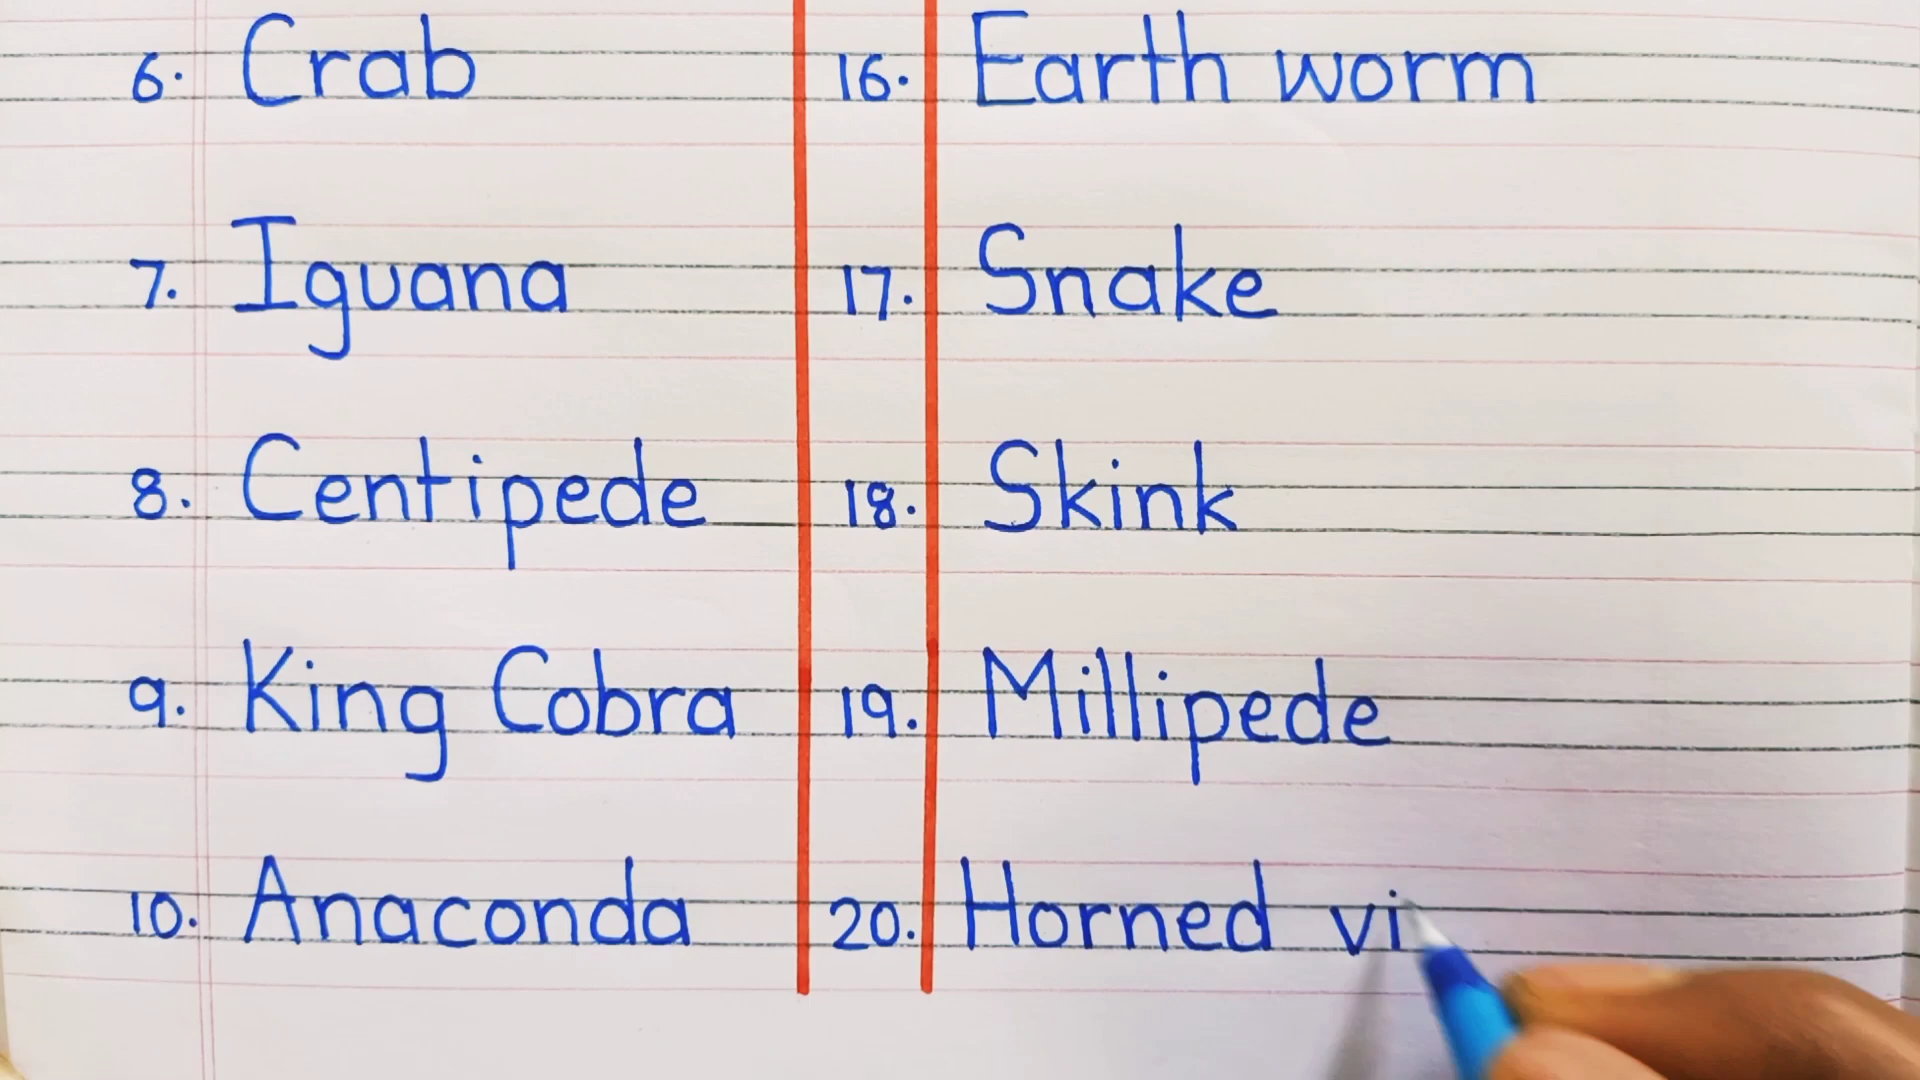 6. Crab
7. Iguana
8. Centipede
9. King Cobra
10. Anaconda
16. Earth worm
17. Snake
18. Skink
19. Millipede
20. Horned vi